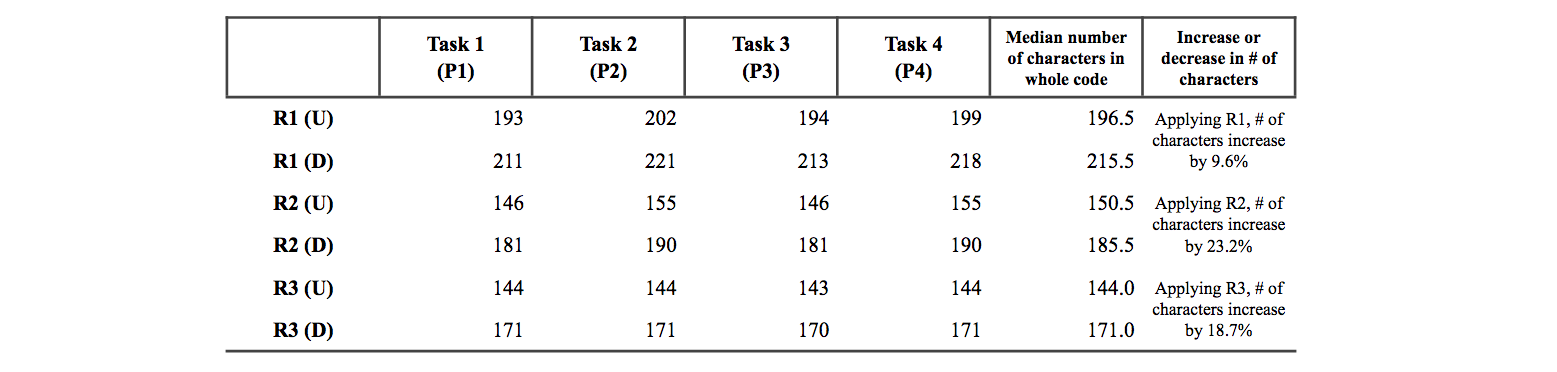 Task 1 (P1) Task 2 (P2) Task 3 (P3) Task 4 (P4) Median number of characters in whole code Increase or decrease in # of characters
R1 (U) 193 202 194 199 196.5 Applying R1, # of characters increase by 9.6%
R1 (D) 211 221 213 218 215.5
R2 (U) 146 155 146 155 150.5 Applying R2, # of characters increase by 23.2%
R2 (D) 181 190 181 190 185.5
R3 (U) 144 144 143 144 144.0 Applying R3, # of characters increase by 18.7%
R3 (D) 171 171 170 171 171.0